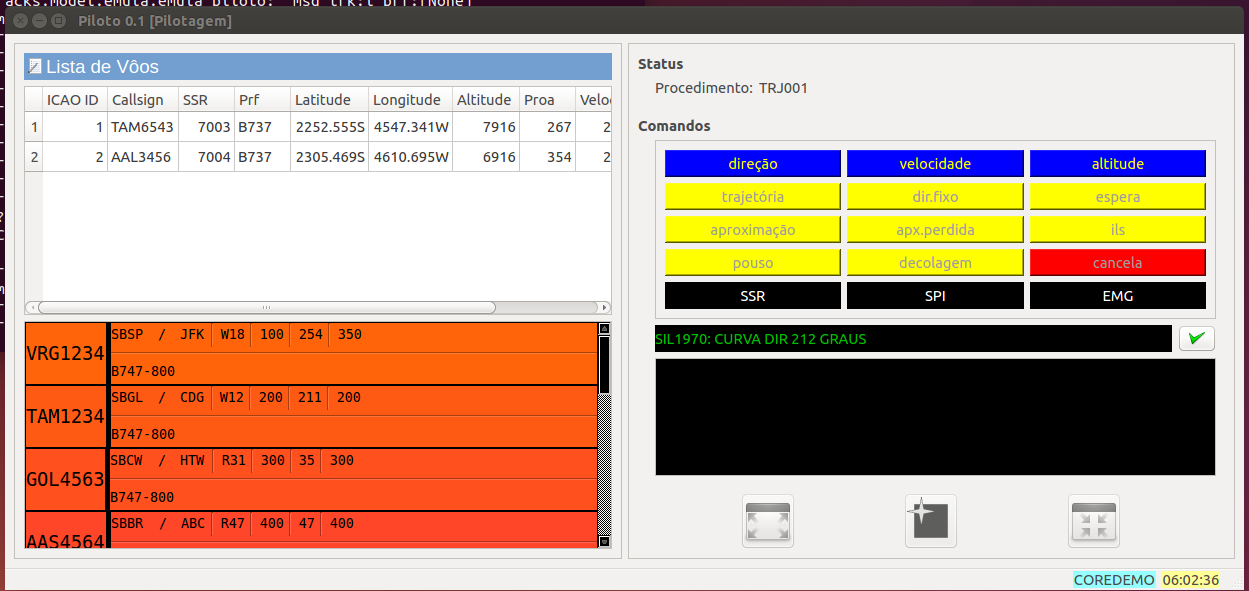 acks.model.emula.emula_piloto: Msg trk:[ prf:[None]
Piloto 0.1 [Pilotagem]
Lista de Vôos
ICAO ID Callsign SSR Prf Latitude Longitude Altitude Proa Veloc
1 1 TAM6543 7003 B737 2252.555S 4547.341W 7916 267 2
2 2 AAL3456 7004 B737 2305.469S 4610.695W 6916 354 2
VRG1234 SBSP / JFK W18 100 254 350
B747-800
TAM1234 SBGL / CDG W12 200 211 200
B747-800
GOL4563 SBCW / HTW R31 300 35 300
B747-800
AAS4564 SBBR / ABC R47 400 47 400
Status
Procedimento: TRJ001
Comandos
direção velocidade altitude
trajetória dir.fixo espera
aproximação apx.perdida ils
pouso decolagem cancela
SSR SPI EMG
SIL1970: CURVA DIR 212 GRAUS
COREDEMO 06:02:36